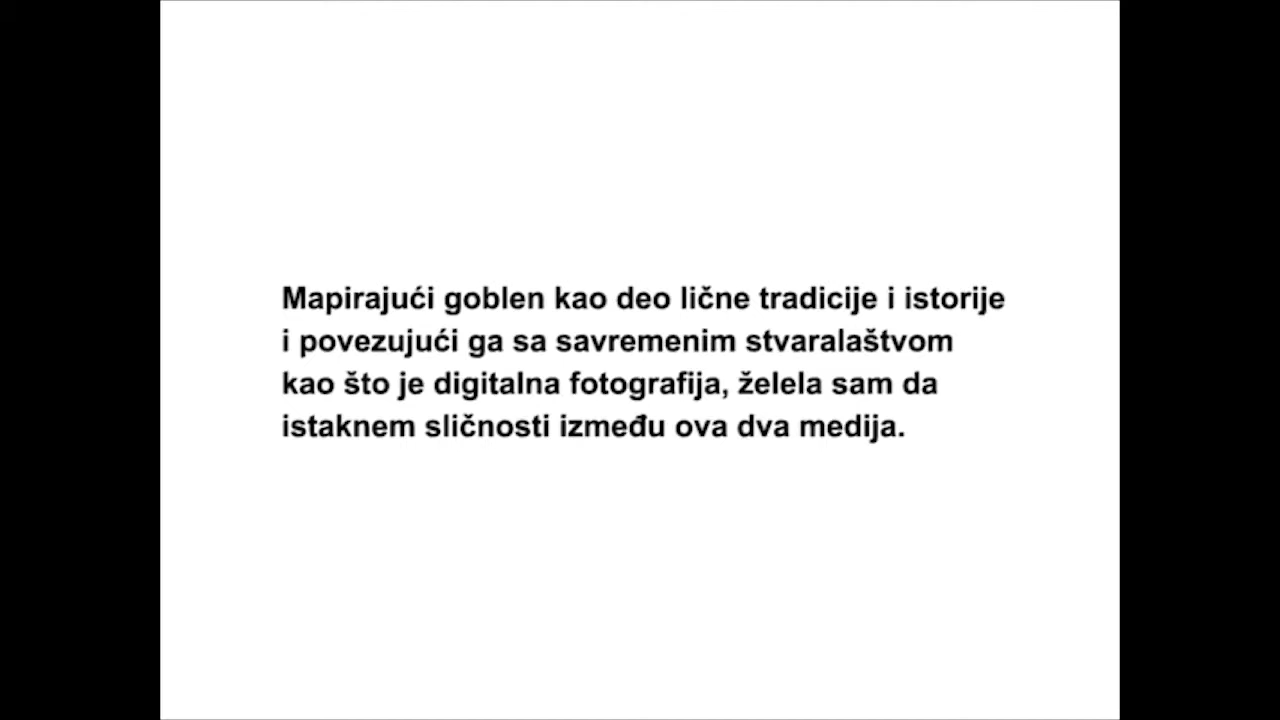 Mapirajući goblen kao deo lične tradicije i istorije
i povezujući ga sa savremenim stvaralaštvom
kao što je digitalna fotografija, želela sam da
istaknem sličnosti između ova dva medija.